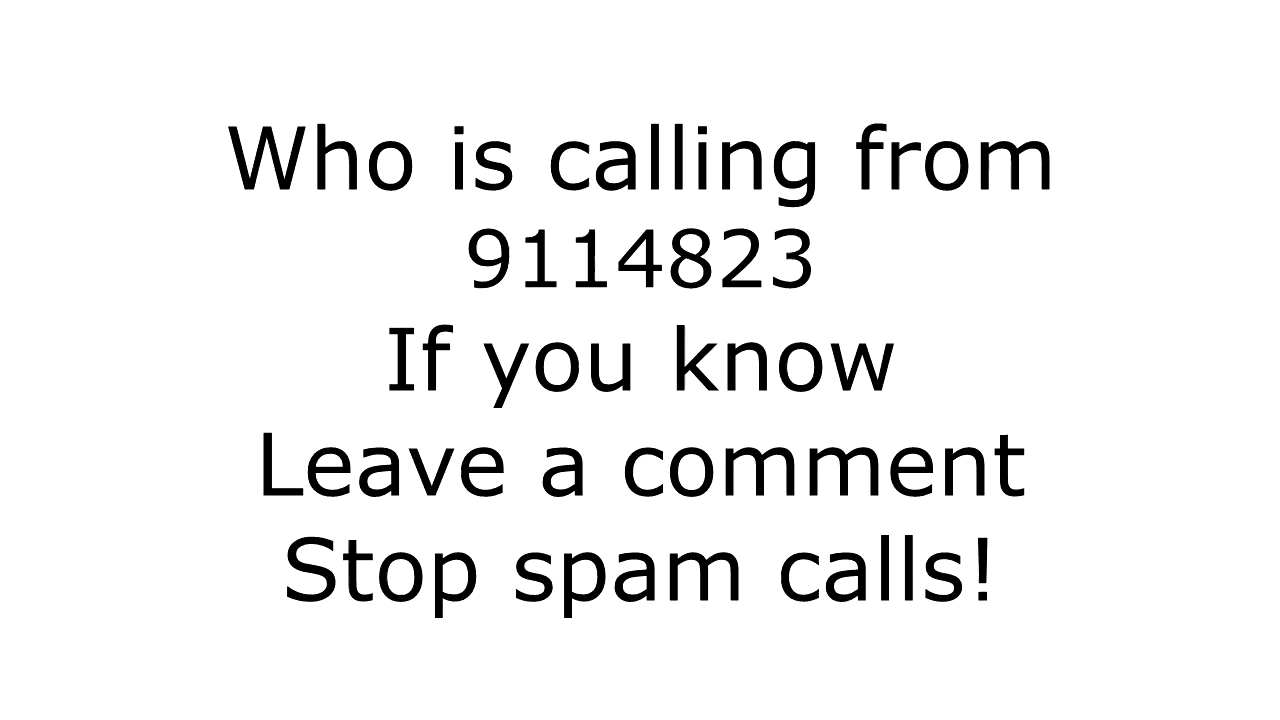 Who is calling from
9114823
If you know
Leave a comment
Stop spam calls!